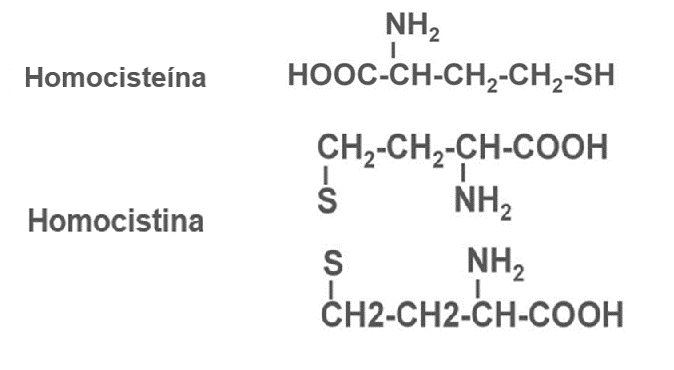 NH₂
Homocisteína HOOC-CH-CH₂-CH₂-SH
CH₂-CH₂-CH-COOH
S NH₂
Homocistina
S NH₂
CH2-CH2-CH-COOH